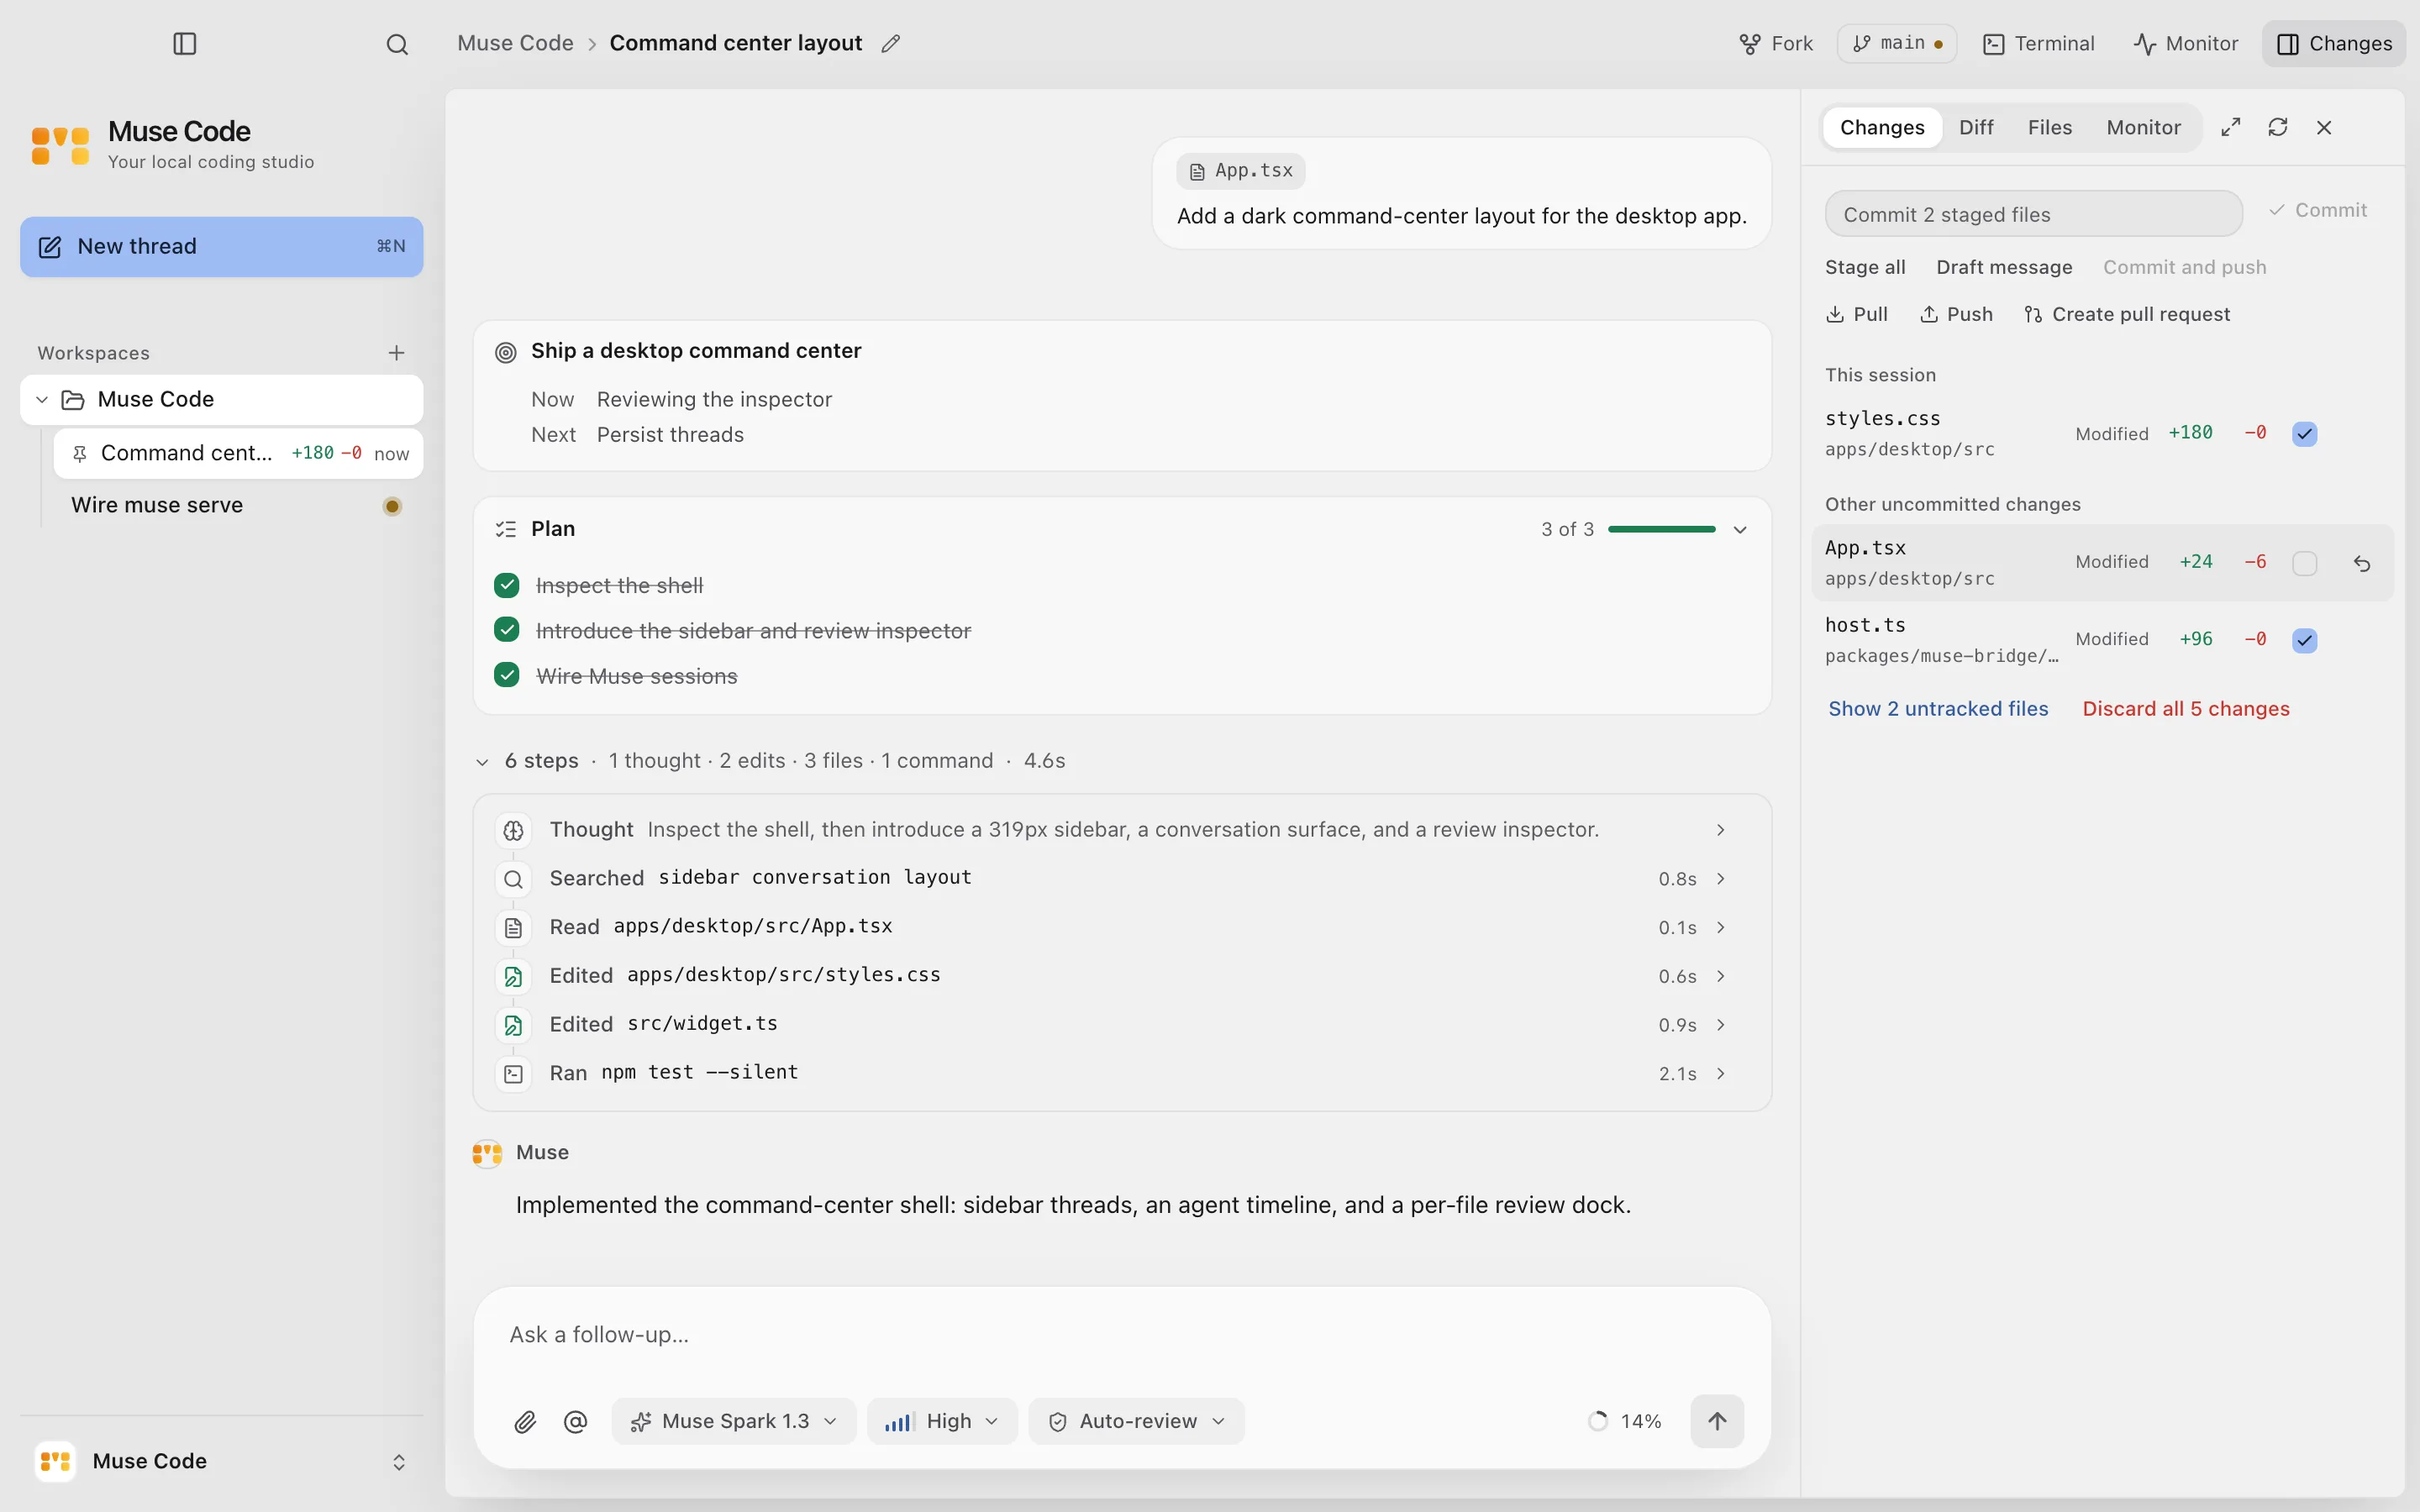 Muse Code > Command center layout
Fork
main
Terminal
Monitor
Changes
Muse Code
Your local coding studio
New thread
⌘N
Workspaces
Muse Code
Command cent... +180 −0 now
Wire muse serve
App.tsx
Add a dark command-center layout for the desktop app.
Ship a desktop command center
Now Reviewing the inspector
Next Persist threads
Plan
3 of 3
Inspect the shell
Introduce the sidebar and review inspector
Wire Muse sessions
6 steps · 1 thought · 2 edits · 3 files · 1 command · 4.6s
Thought Inspect the shell, then introduce a 319px sidebar, a conversation surface, and a review inspector.
Searched sidebar conversation layout 0.8s
Read apps/desktop/src/App.tsx 0.1s
Edited apps/desktop/src/styles.css 0.6s
Edited src/widget.ts 0.9s
Ran npm test --silent 2.1s
Muse
Implemented the command-center shell: sidebar threads, an agent timeline, and a per-file review dock.
Ask a follow-up...
Muse Spark 1.3
High
Auto-review
14%
Changes Diff Files Monitor
Commit 2 staged files
Commit
Stage all Draft message Commit and push
Pull Push Create pull request
This session
styles.css
apps/desktop/src
Modified +180 −0
Other uncommitted changes
App.tsx
apps/desktop/src
Modified +24 −6
host.ts
packages/muse-bridge/…
Modified +96 −0
Show 2 untracked files Discard all 5 changes
Muse Code